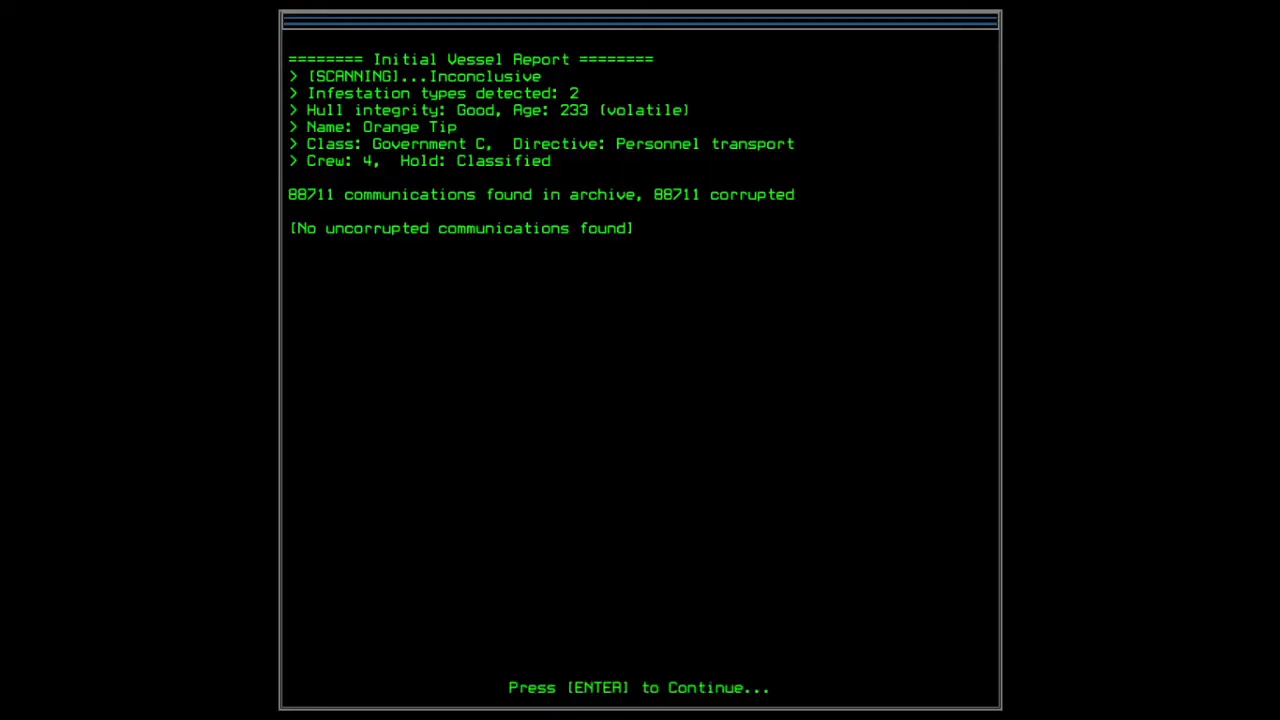 ======== Initial Vessel Report ========
> [SCANNING]...Inconclusive
> Infestation types detected: 2
> Hull integrity: Good, Age: 233 (volatile)
> Name: Orange Tip
> Class: Government C,  Directive: Personnel transport
> Crew: 4,  Hold: Classified
88711 communications found in archive, 88711 corrupted
[No uncorrupted communications found]
Press [ENTER] to Continue...